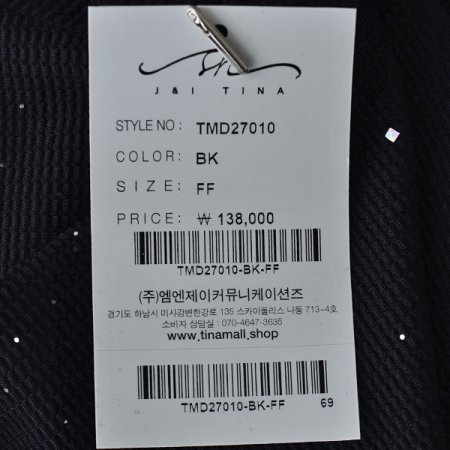 J & I TINA
STYLE NO : TMD27010
COLOR : BK
SIZE : FF
PRICE : ₩ 138,000
TMD27010-BK-FF
(주)엠엔제이커뮤니케이션즈
경기도 하남시 미사강변한강로 135 스카이폴리스 나동 713-4호
소비자 상담실 : 070-4647-3635
www.tinamall.shop
TMD27010-BK-FF 69